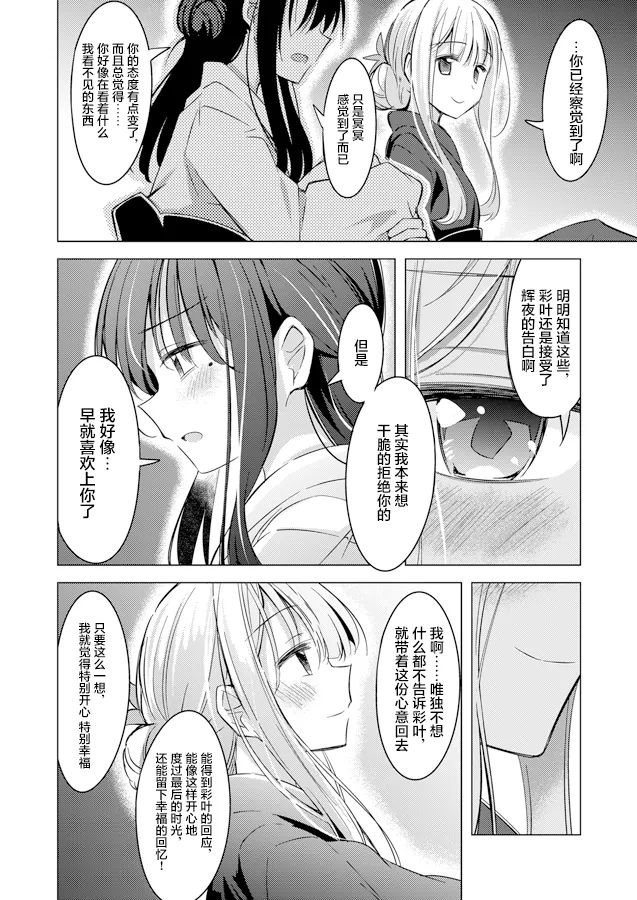 …你已经察觉到了啊
只是冥冥
感觉到了而已
你的态度有点变了，
而且总觉得……
你好像在看着什么
我看不见的东西
明明知道这些，
彩叶还是接受了
辉夜的告白啊
其实我本来想
干脆的拒绝你的
但是
我好像…
早就喜欢上你了
我啊……唯独不想
什么都不告诉彩叶，
就带着这份心意回去
能得到彩叶的回应，
能像这样开心地
度过最后的时光，
还能留下幸福的回忆！
只要这么一想，
我就觉得特别开心 特别幸福